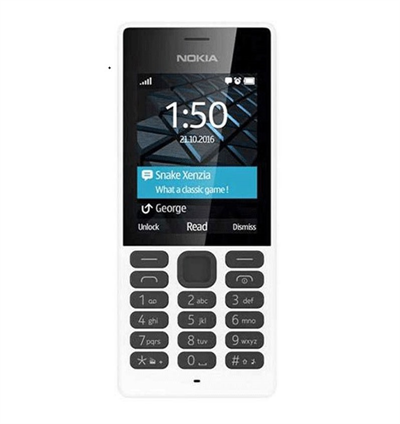 NOKIA
1:50
21.10.2016
Snake Xenzia
What a classic game !
George
Unlock Read Dismiss
1 2 abc 3 def
4 ghi 5 jkl 6 mno
7 pqrs 8 tuv 9 wxyz
* 0 #